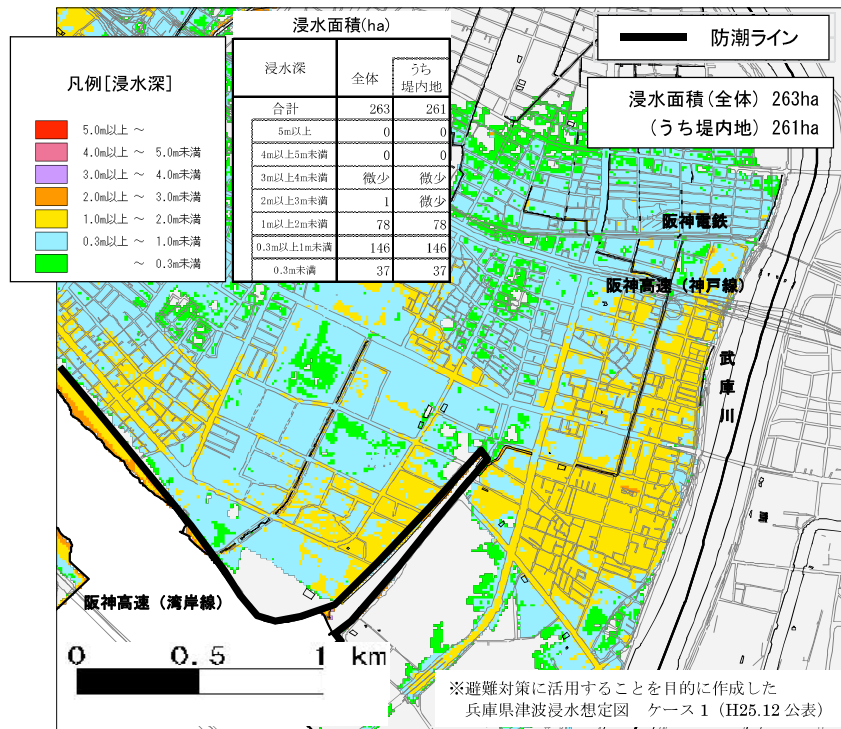 浸水面積(ha)
浸水深 全体 うち堤内地
合計 263 261
5m以上 0 0
4m以上5m未満 0 0
3m以上4m未満 微少 微少
2m以上3m未満 1 微少
1m以上2m未満 78 78
0.3m以上1m未満 146 146
0.3m未満 37 37
凡例[浸水深]
5.0m以上 ～
4.0m以上 ～ 5.0m未満
3.0m以上 ～ 4.0m未満
2.0m以上 ～ 3.0m未満
1.0m以上 ～ 2.0m未満
0.3m以上 ～ 1.0m未満
～ 0.3m未満
防潮ライン
浸水面積(全体) 263ha
(うち堤内地) 261ha
阪神電鉄
阪神高速（神戸線）
武庫川
阪神高速（湾岸線）
0 0.5 1 km
※避難対策に活用することを目的に作成した
兵庫県津波浸水想定図 ケース1（H25.12公表）